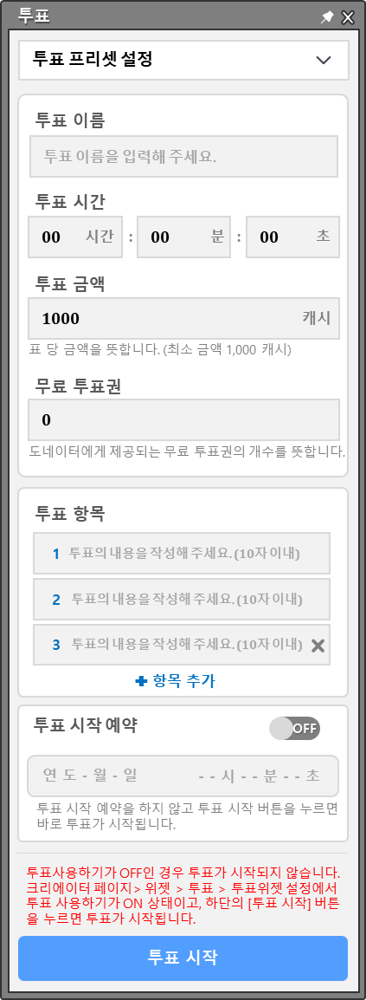 투표
투표 프리셋 설정
투표 이름
투표 이름을 입력해 주세요.
투표 시간
00 시간 : 00 분 : 00 초
투표 금액
1000 캐시
표 당 금액을 뜻합니다. (최소 금액 1,000 캐시)
무료 투표권
0
도네이터에게 제공되는 무료 투표권의 개수를 뜻합니다.
투표 항목
1 투표의 내용을 작성해 주세요. (10자 이내)
2 투표의 내용을 작성해 주세요. (10자 이내)
3 투표의 내용을 작성해 주세요. (10자 이내)
항목 추가
투표 시작 예약 OFF
연 도 - 월 - 일 - - 시 - - 분 - - 초
투표 시작 예약을 하지 않고 투표 시작 버튼을 누르면
바로 투표가 시작됩니다.
투표사용하기가 OFF인 경우 투표가 시작되지 않습니다.
크리에이터 페이지> 위젯 > 투표 > 투표위젯 설정에서
투표 사용하기가 ON 상태이고, 하단의 [투표 시작] 버튼
을 누르면 투표가 시작됩니다.
투표 시작